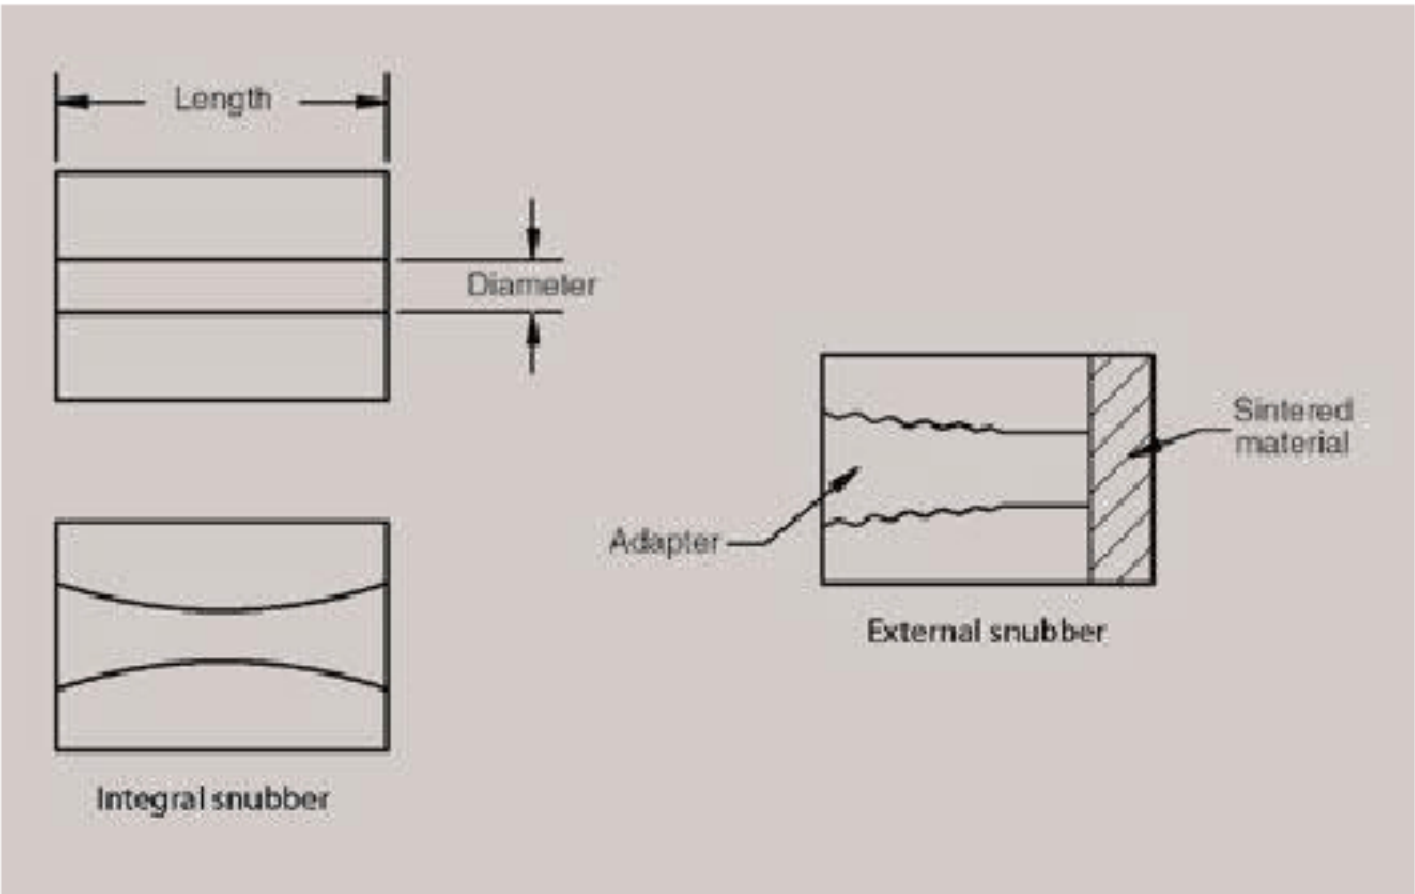 Length
Diameter
Sintered
material
Adapter
External snubber
Integral snubber